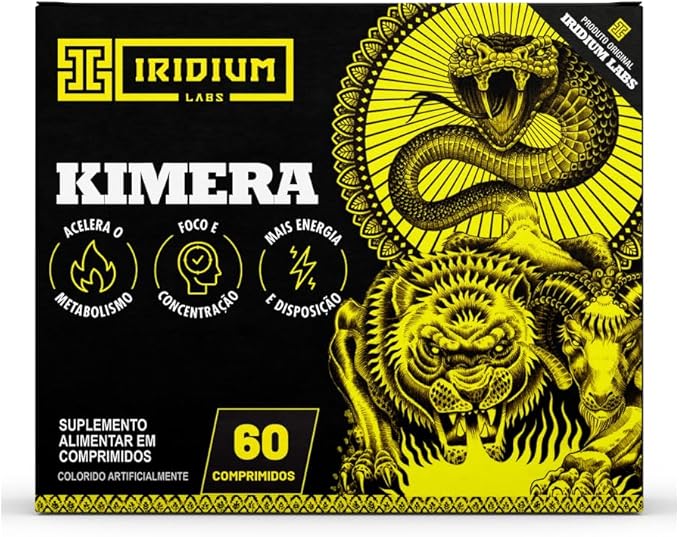 IRIDIUM
LABS
PRODUTO ORIGINAL
IRIDIUM LABS
KIMERA
ACELERA O
METABOLISMO
FOCO E
CONCENTRAÇÃO
MAIS ENERGIA
E DISPOSIÇÃO
SUPLEMENTO
ALIMENTAR EM
COMPRIMIDOS
COLORIDO ARTIFICIALMENTE
60
COMPRIMIDOS